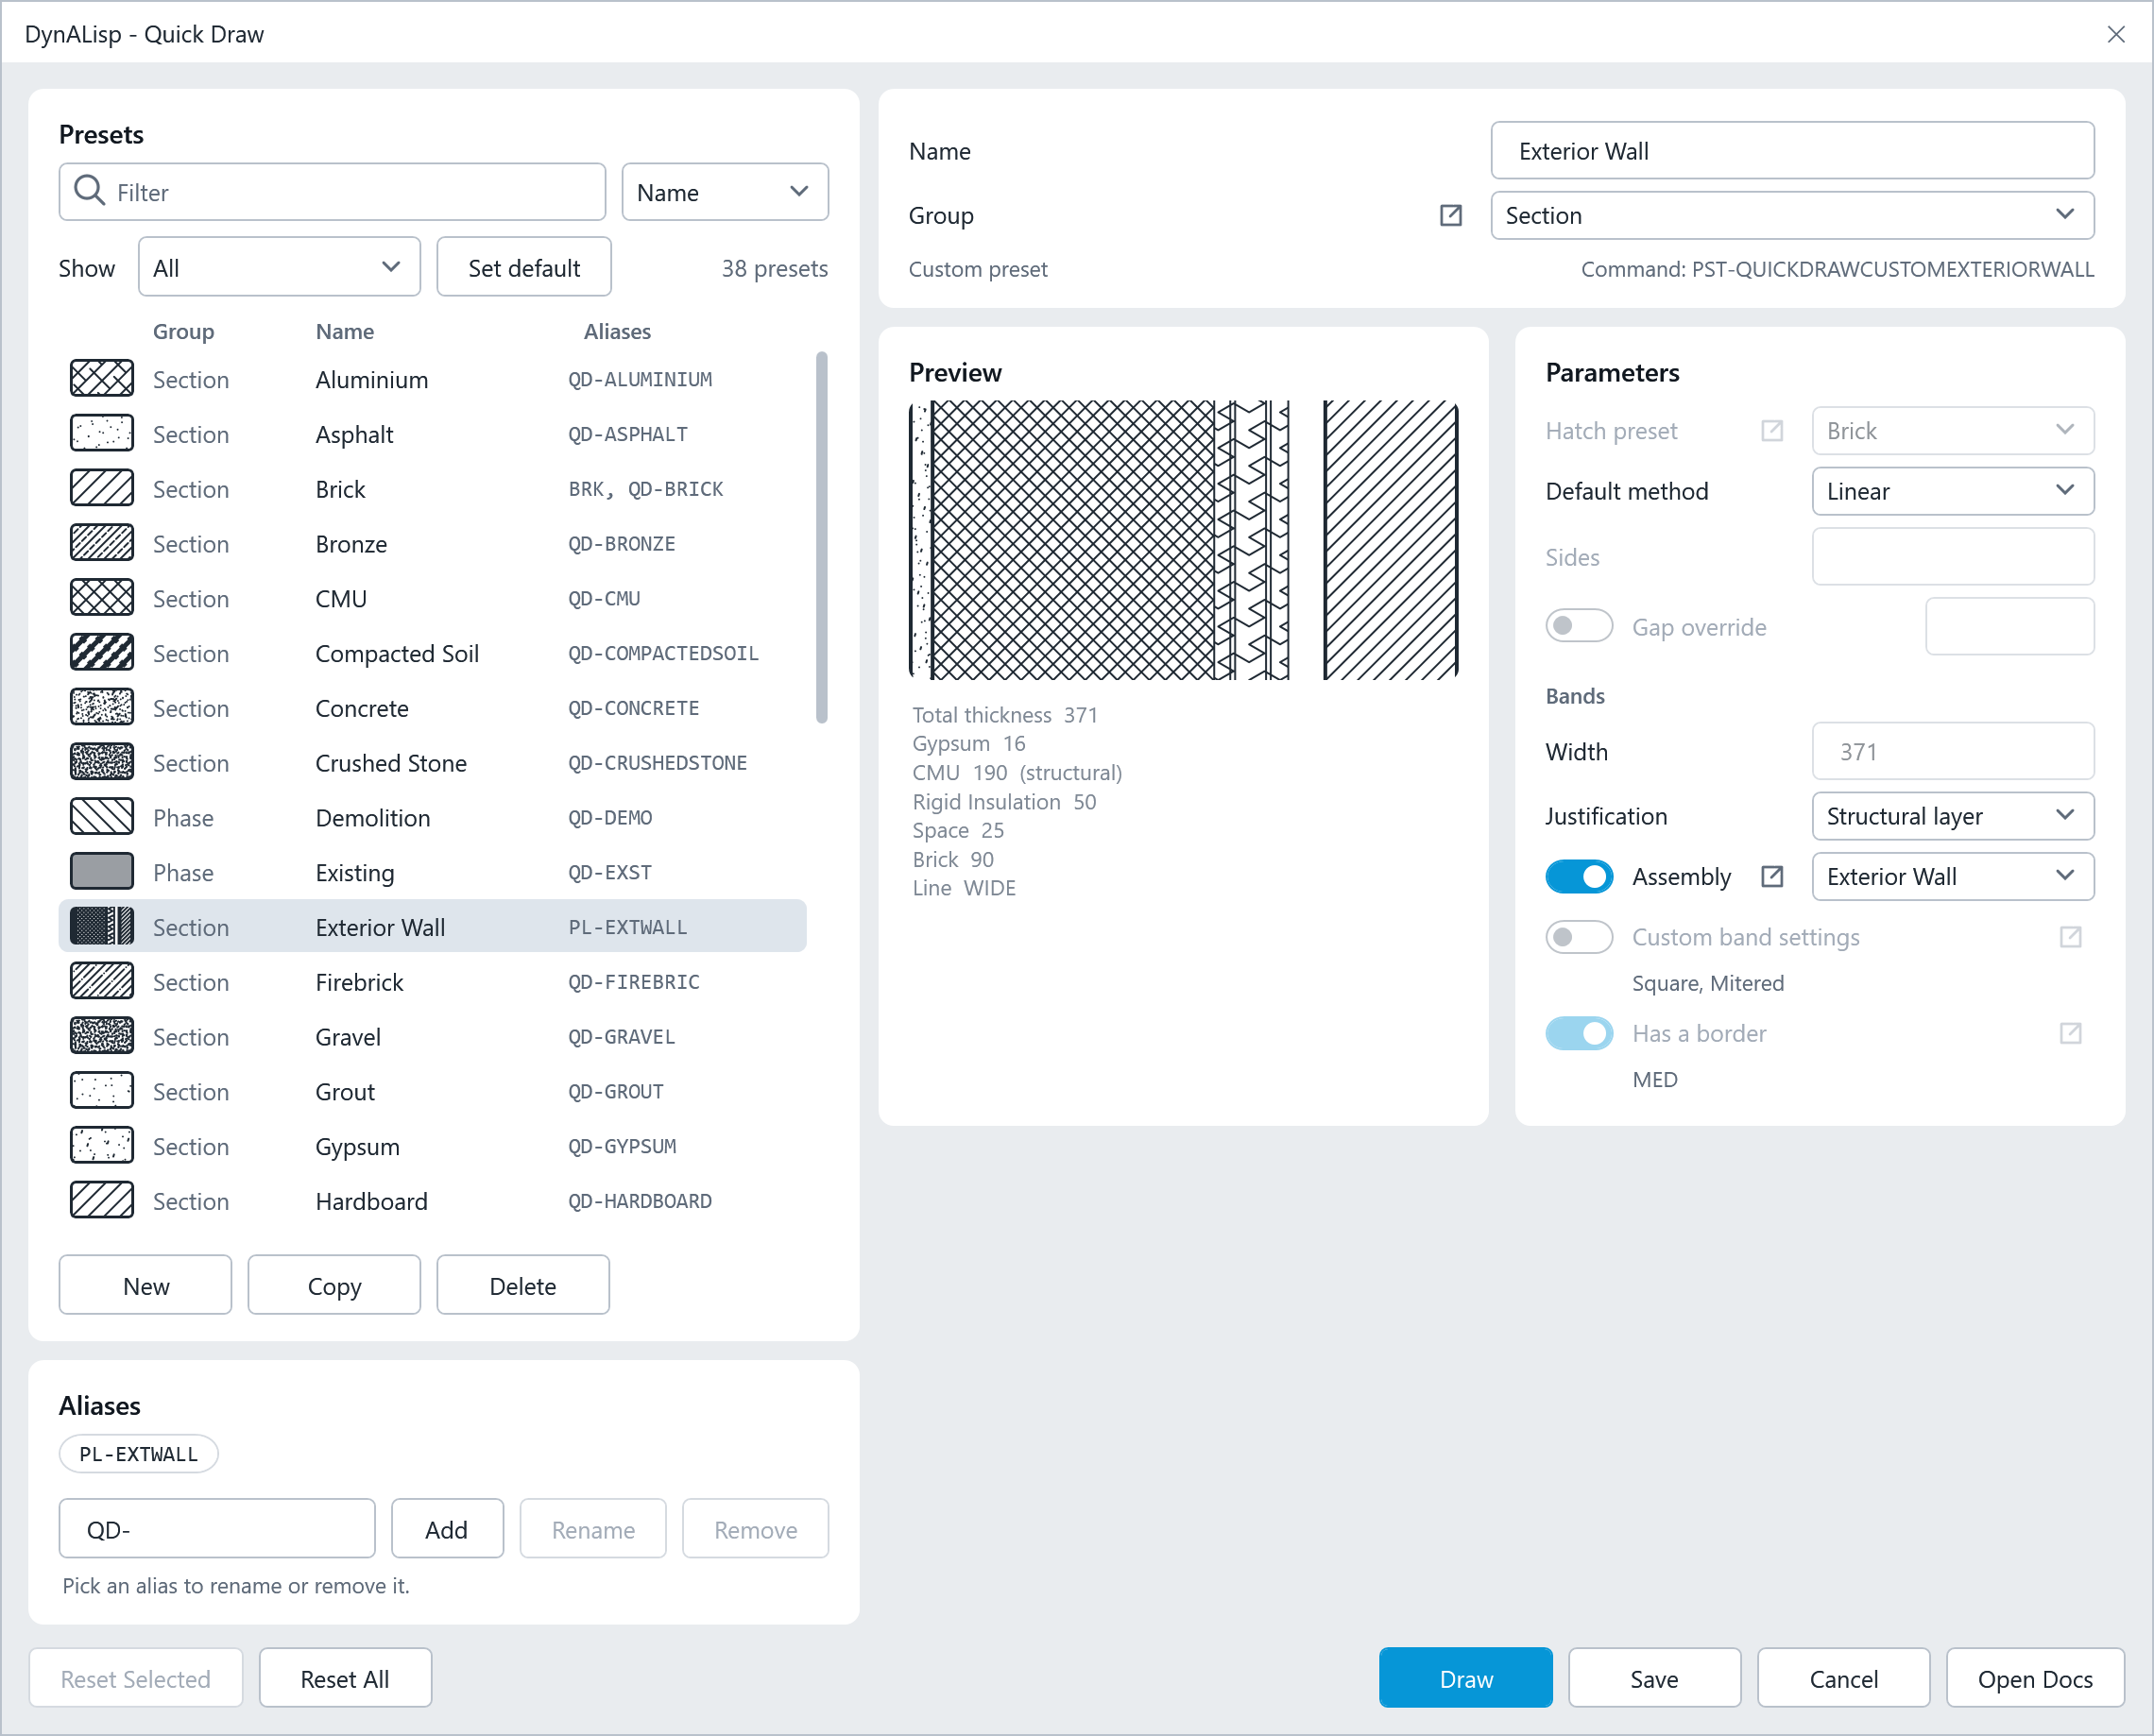 DynALisp - Quick Draw
Presets
Filter
Name
Show
All
Set default
38 presets
Group Name Aliases
Section Aluminium QD-ALUMINIUM
Section Asphalt QD-ASPHALT
Section Brick BRK, QD-BRICK
Section Bronze QD-BRONZE
Section CMU QD-CMU
Section Compacted Soil QD-COMPACTEDSOIL
Section Concrete QD-CONCRETE
Section Crushed Stone QD-CRUSHEDSTONE
Phase Demolition QD-DEMO
Phase Existing QD-EXST
Section Exterior Wall PL-EXTWALL
Section Firebrick QD-FIREBRIC
Section Gravel QD-GRAVEL
Section Grout QD-GROUT
Section Gypsum QD-GYPSUM
Section Hardboard QD-HARDBOARD
New
Copy
Delete
Aliases
PL-EXTWALL
QD-
Add
Rename
Remove
Pick an alias to rename or remove it.
Reset Selected
Reset All
Name
Exterior Wall
Group
Section
Custom preset
Command: PST-QUICKDRAWCUSTOMEXTERIORWALL
Preview
Total thickness 371
Gypsum 16
CMU 190 (structural)
Rigid Insulation 50
Space 25
Brick 90
Line WIDE
Parameters
Hatch preset
Brick
Default method
Linear
Sides
Gap override
Bands
Width
371
Justification
Structural layer
Assembly
Exterior Wall
Custom band settings
Square, Mitered
Has a border
MED
Draw
Save
Cancel
Open Docs